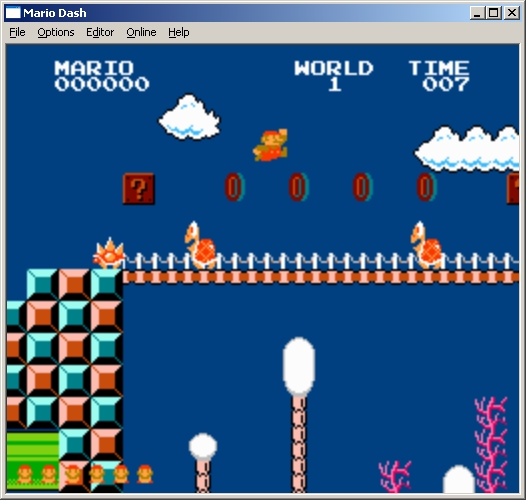 Mario Dash
File Options Editor Online Help
MARIO WORLD TIME
000000 1 007
?